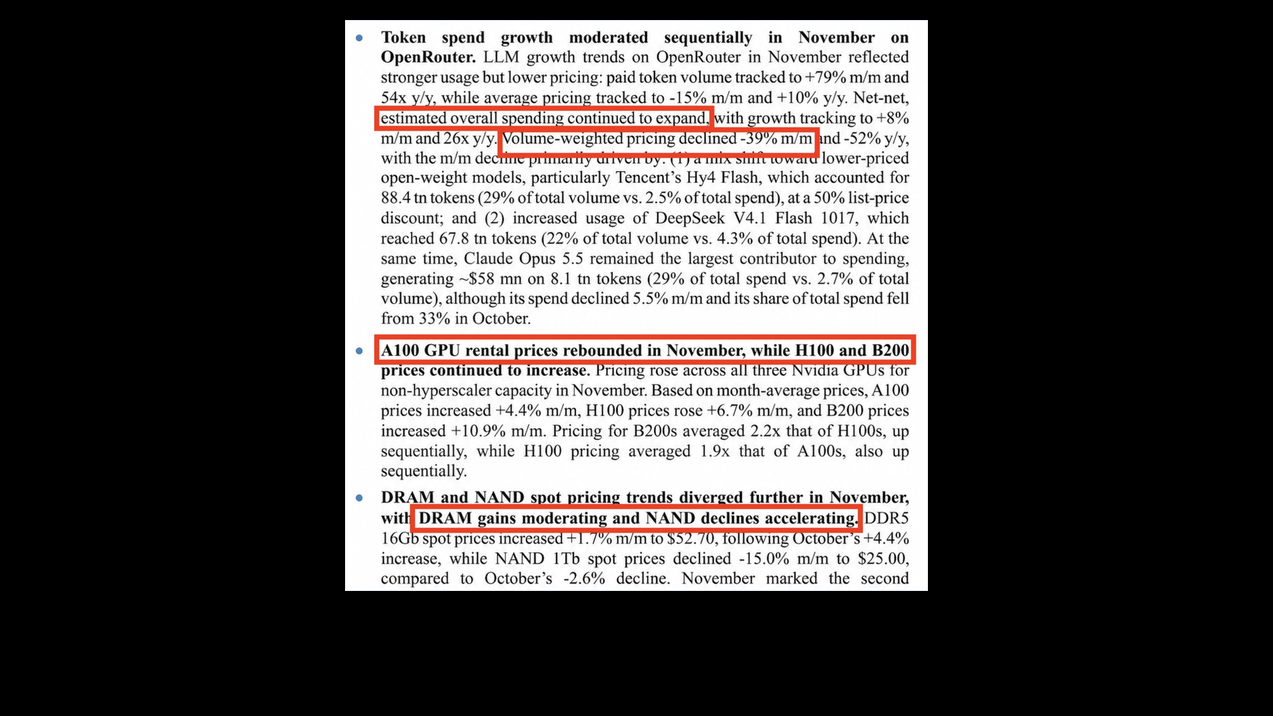 • Token spend growth moderated sequentially in November on
OpenRouter. LLM growth trends on OpenRouter in November reflected
stronger usage but lower pricing: paid token volume tracked to +79% m/m and
54x y/y, while average pricing tracked to -15% m/m and +10% y/y. Net-net,
estimated overall spending continued to expand, with growth tracking to +8%
m/m and 26x y/y. Volume-weighted pricing declined -39% m/m and -52% y/y,
with the m/m decline primarily driven by: (1) a mix shift toward lower-priced
open-weight models, particularly Tencent's Hy4 Flash, which accounted for
88.4 tn tokens (29% of total volume vs. 2.5% of total spend), at a 50% list-price
discount; and (2) increased usage of DeepSeek V4.1 Flash 1017, which
reached 67.8 tn tokens (22% of total volume vs. 4.3% of total spend). At the
same time, Claude Opus 5.5 remained the largest contributor to spending,
generating ~$58 mn on 8.1 tn tokens (29% of total spend vs. 2.7% of total
volume), although its spend declined 5.5% m/m and its share of total spend fell
from 33% in October.
• A100 GPU rental prices rebounded in November, while H100 and B200
prices continued to increase. Pricing rose across all three Nvidia GPUs for
non-hyperscaler capacity in November. Based on month-average prices, A100
prices increased +4.4% m/m, H100 prices rose +6.7% m/m, and B200 prices
increased +10.9% m/m. Pricing for B200s averaged 2.2x that of H100s, up
sequentially, while H100 pricing averaged 1.9x that of A100s, also up
sequentially.
• DRAM and NAND spot pricing trends diverged further in November,
with DRAM gains moderating and NAND declines accelerating. DDR5
16Gb spot prices increased +1.7% m/m to $52.70, following October's +4.4%
increase, while NAND 1Tb spot prices declined -15.0% m/m to $25.00,
compared to October's -2.6% decline. November marked the second